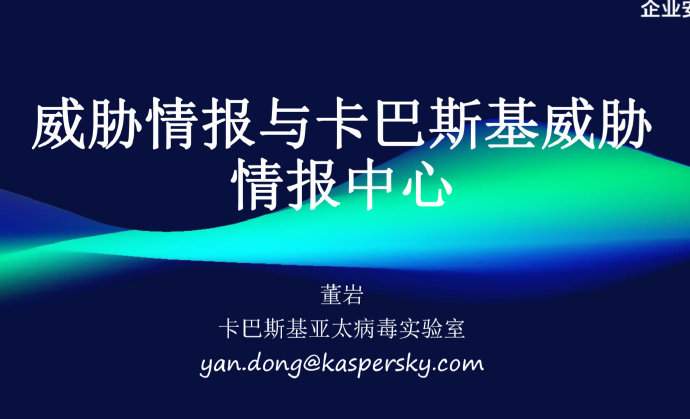 企业安
威胁情报与卡巴斯基威胁
情报中心
董岩
卡巴斯基亚太病毒实验室
yan.dong@kaspersky.com